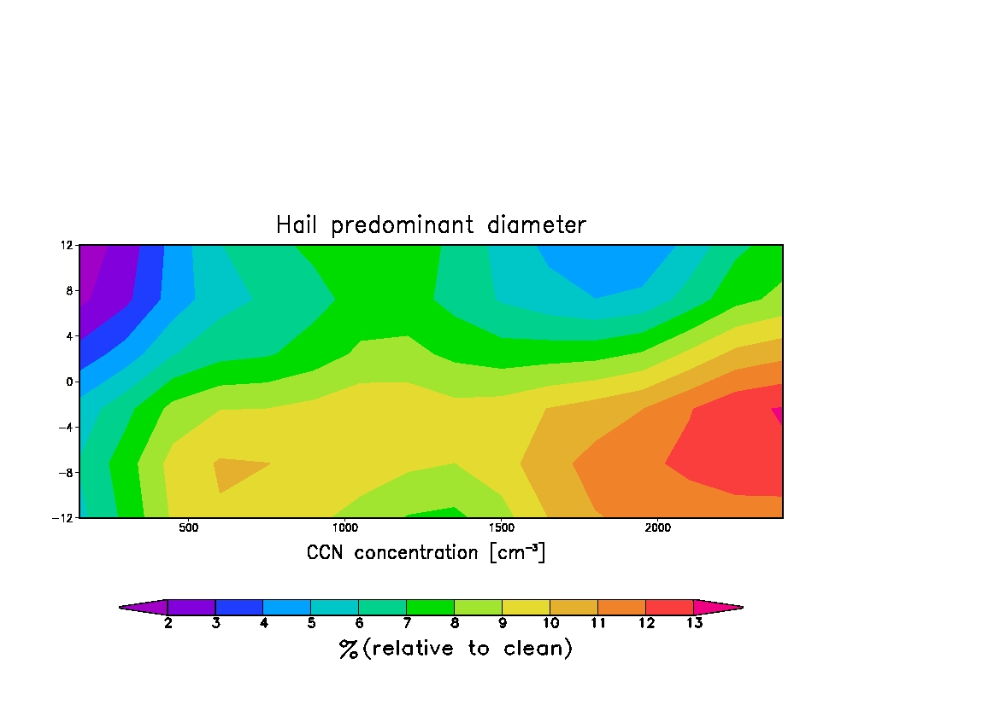 Hail predominant diameter
12
8
4
0
−4
−8
−12
500 1000 1500 2000
CCN concentration [cm⁻³]
2 3 4 5 6 7 8 9 10 11 12 13
%(relative to clean)